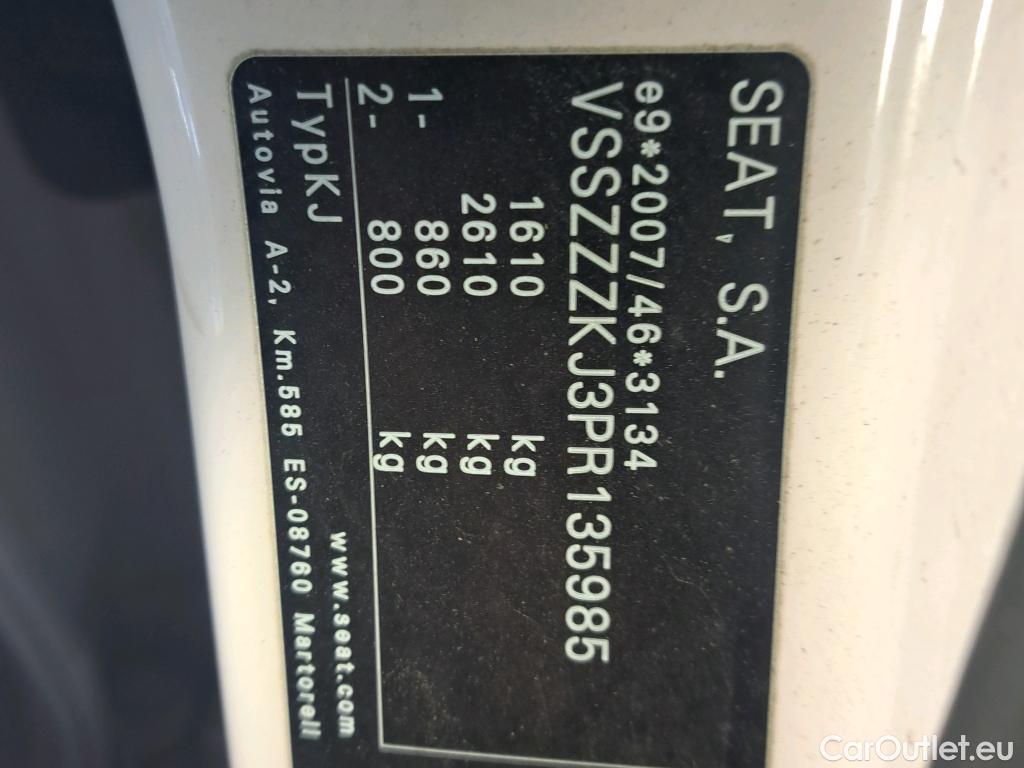 SEAT, S.A.
e9*2007/46*3134
VSSZZZKJ3PR135985
1610 kg
2610 kg
1- 860 kg
2- 800 kg
TypKJ www.seat.com
Autovia A-2, Km.585 ES-08760 Martorell
CarOutlet.eu